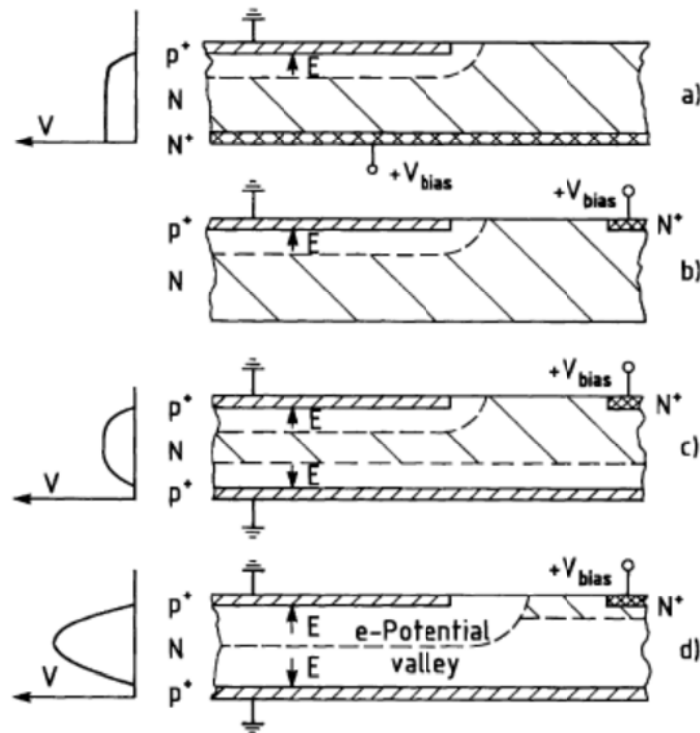 p⁺
E
N
a)
V
N⁺
+V_bias
+V_bias
p⁺
N⁺
E
N
b)
+V_bias
p⁺
N⁺
E
N
c)
E
V
p⁺
+V_bias
p⁺
N⁺
E
e-Potential
N
valley
d)
E
V
p⁺